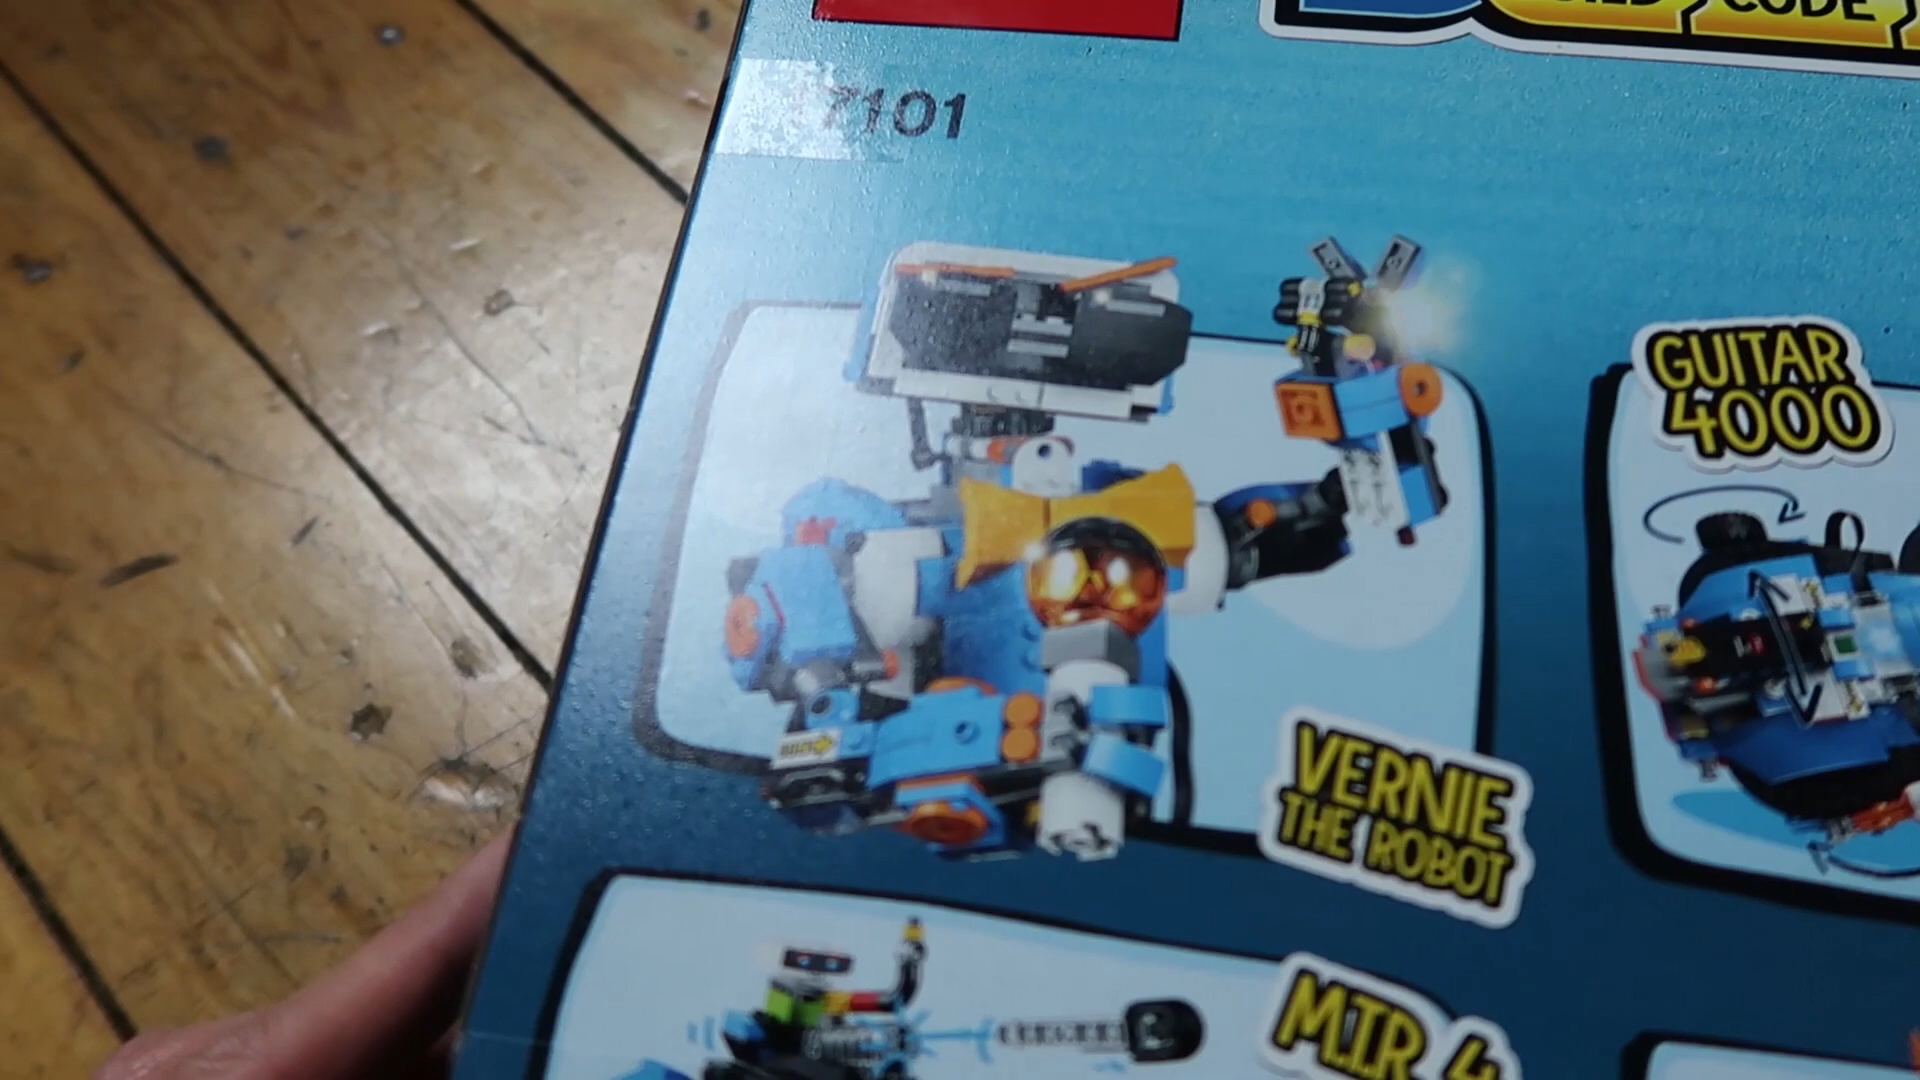 CODE
7101
GUITAR
4000
VERNIE
THE ROBOT
M.T.R. 4